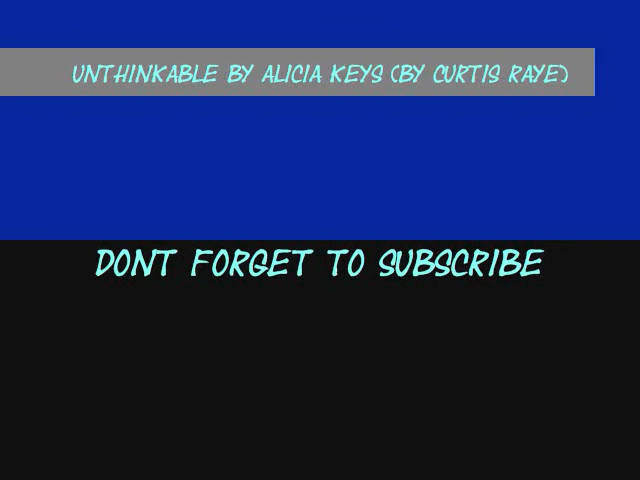 UNTHINKABLE BY ALICIA KEYS (BY CURTIS RAYE)
DONT FORGET TO SUBSCRIBE